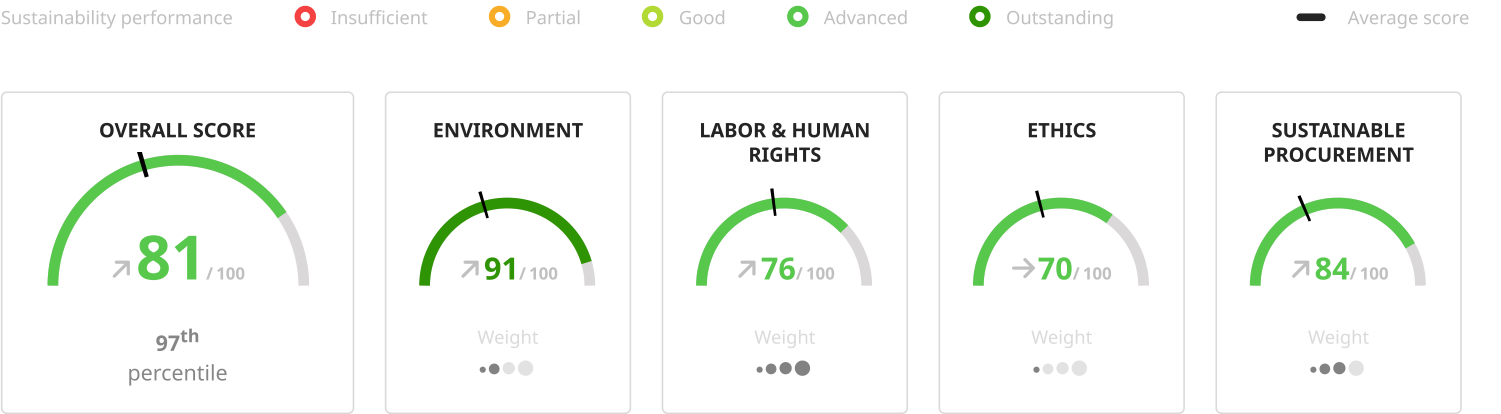 Sustainability performance Insufficient Partial Good Advanced Outstanding Average score
OVERALL SCORE
81 / 100
97th
percentile
ENVIRONMENT
91 / 100
Weight
LABOR & HUMAN
RIGHTS
76 / 100
Weight
ETHICS
70 / 100
Weight
SUSTAINABLE
PROCUREMENT
84 / 100
Weight